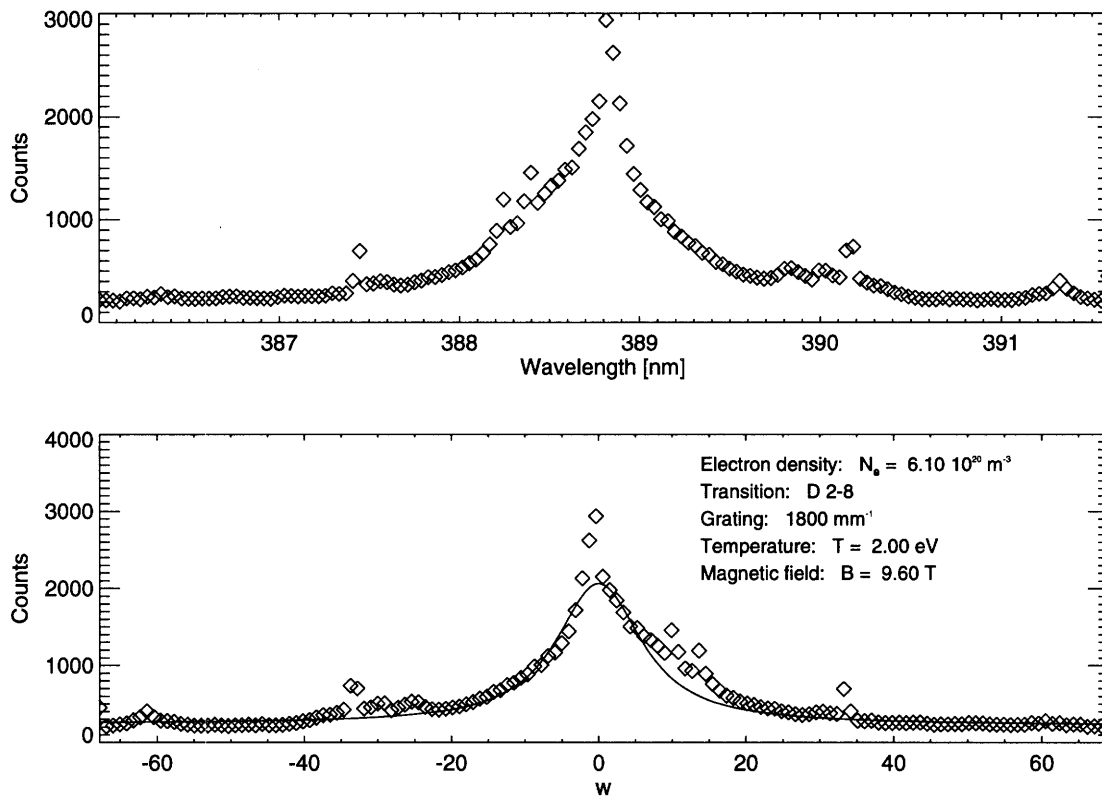 3000
2000
1000
0
Counts
387
388
389
390
391
Wavelength [nm]
4000
3000
2000
1000
0
Counts
Electron density: Nₑ = 6.10 10²⁰ m⁻³
Transition: D 2-8
Grating: 1800 mm⁻¹
Temperature: T = 2.00 eV
Magnetic field: B = 9.60 T
-60
-40
-20
0
20
40
60
w